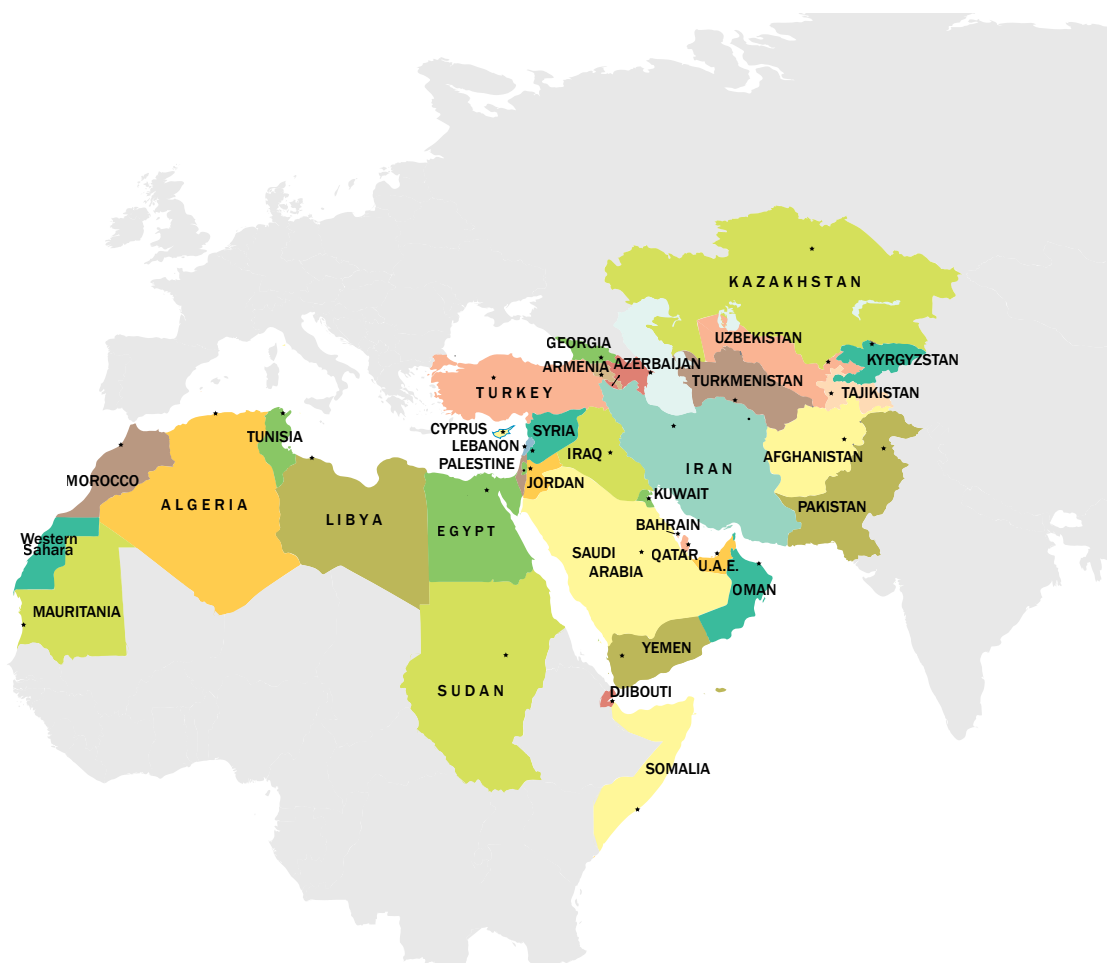 KAZAKHSTAN
UZBEKISTAN
GEORGIA
KYRGYZSTAN
ARMENIA
AZERBAIJAN
TURKMENISTAN
TURKEY
TAJIKISTAN
CYPRUS
SYRIA
TUNISIA
LEBANON
IRAQ
AFGHANISTAN
PALESTINE
IRAN
MOROCCO
JORDAN
KUWAIT
ALGERIA
PAKISTAN
LIBYA
BAHRAIN
EGYPT
Western
Sahara
SAUDI
ARABIA
QATAR
U.A.E.
OMAN
MAURITANIA
YEMEN
SUDAN
DJIBOUTI
SOMALIA